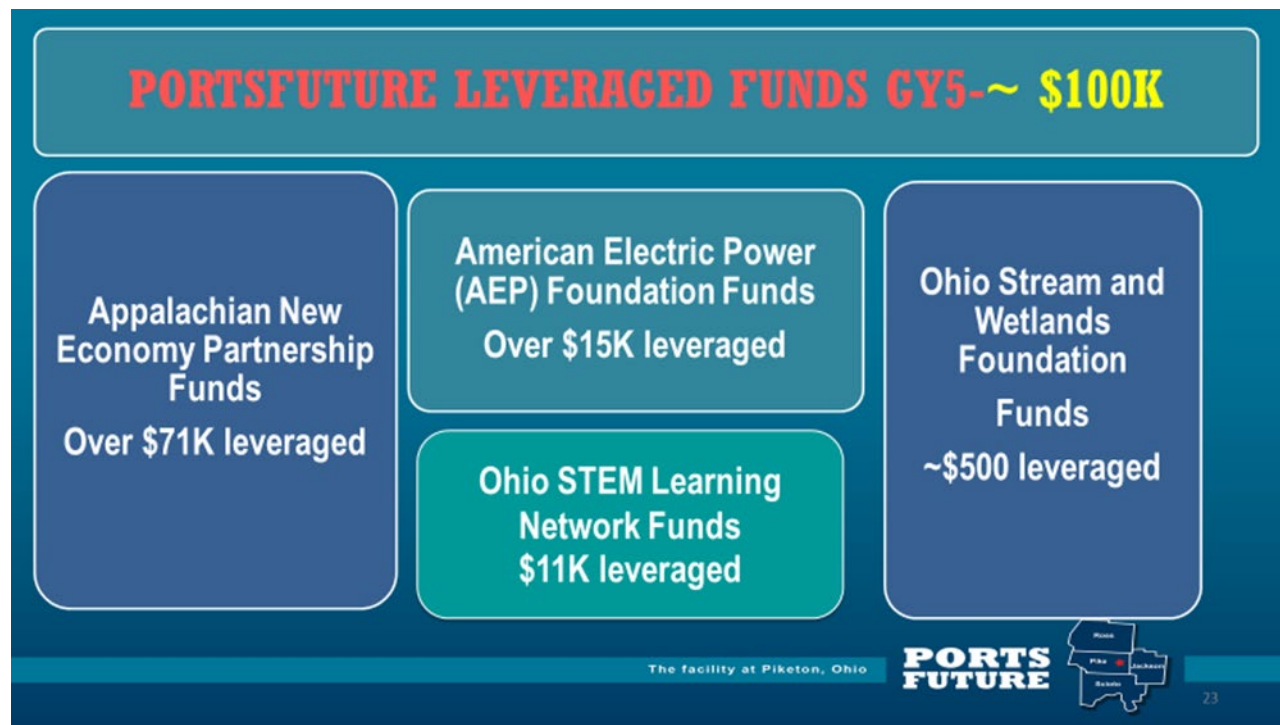 PORTSFUTURE LEVERAGED FUNDS GY5-~ $100K
Appalachian New
Economy Partnership
Funds
Over $71K leveraged
American Electric Power
(AEP) Foundation Funds
Over $15K leveraged
Ohio STEM Learning
Network Funds
$11K leveraged
Ohio Stream and
Wetlands
Foundation
Funds
~$500 leveraged
The facility at Piketon, Ohio
PORTS
FUTURE
Ross
Pike
Jackson
Scioto
23